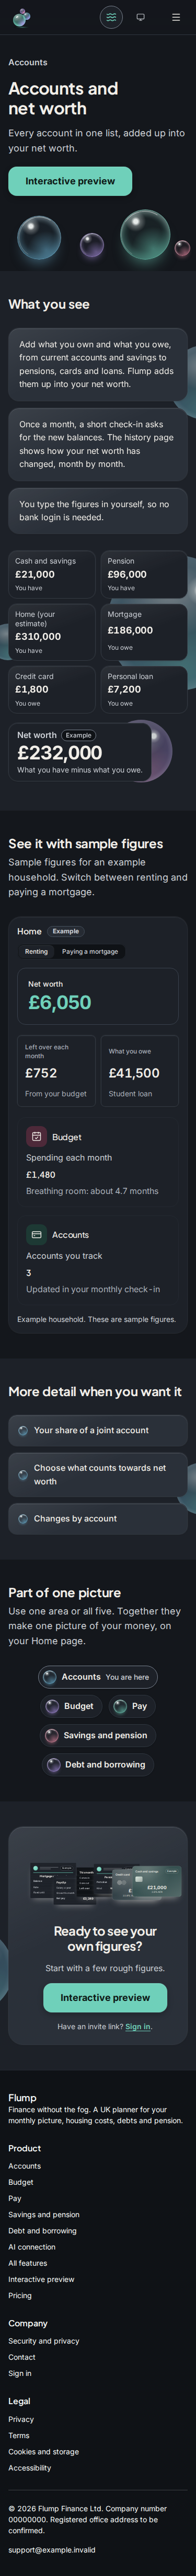 Accounts
Accounts and
net worth
Every account in one list, added up into
your net worth.
Interactive preview
What you see
Add what you own and what you owe,
from current accounts and savings to
pensions, cards and loans. Flump adds
them up into your net worth.
Once a month, a short check-in asks
for the new balances. The history page
shows how your net worth has
changed, month by month.
You type the figures in yourself, so no
bank login is needed.
Cash and savings
£21,000
You have
Pension
£96,000
You have
Home (your
estimate)
£310,000
You have
Mortgage
£186,000
You owe
Credit card
£1,800
You owe
Personal loan
£7,200
You owe
Net worth Example
£232,000
What you have minus what you owe.
See it with sample figures
Sample figures for an example
household. Switch between renting and
paying a mortgage.
Home Example
Renting Paying a mortgage
Net worth
£6,050
Left over each
month
£752
From your budget
What you owe
£41,500
Student loan
Budget
Spending each month
£1,480
Breathing room: about 4.7 months
Accounts
Accounts you track
3
Updated in your monthly check-in
Example household. These are sample figures.
More detail when you want it
Your share of a joint account
Choose what counts towards net
worth
Changes by account
Part of one picture
Use one area or all five. Together they
make one picture of your money, on
your Home page.
Accounts You are here
Budget
Pay
Savings and pension
Debt and borrowing
£21,000
Ready to see your
own figures?
Start with a few rough figures.
Interactive preview
Have an invite link? Sign in.
Flump
Finance without the fog. A UK planner for your
monthly picture, housing costs, debts and pension.
Product
Accounts
Budget
Pay
Savings and pension
Debt and borrowing
AI connection
All features
Interactive preview
Pricing
Company
Security and privacy
Contact
Sign in
Legal
Privacy
Terms
Cookies and storage
Accessibility
© 2026 Flump Finance Ltd. Company number
00000000. Registered office address to be
confirmed.
support@example.invalid